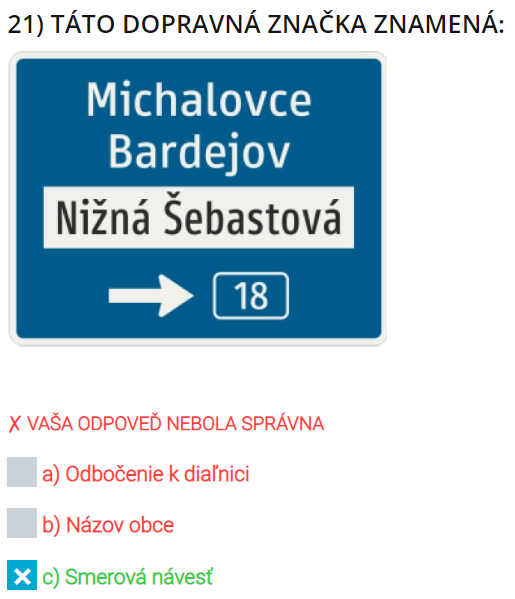 21) TÁTO DOPRAVNÁ ZNAČKA ZNAMENÁ:
Michalovce
Bardejov
Nižná Šebastová
18
✗ VAŠA ODPOVEĎ NEBOLA SPRÁVNA
a) Odbočenie k diaľnici
b) Názov obce
c) Smerová návesť